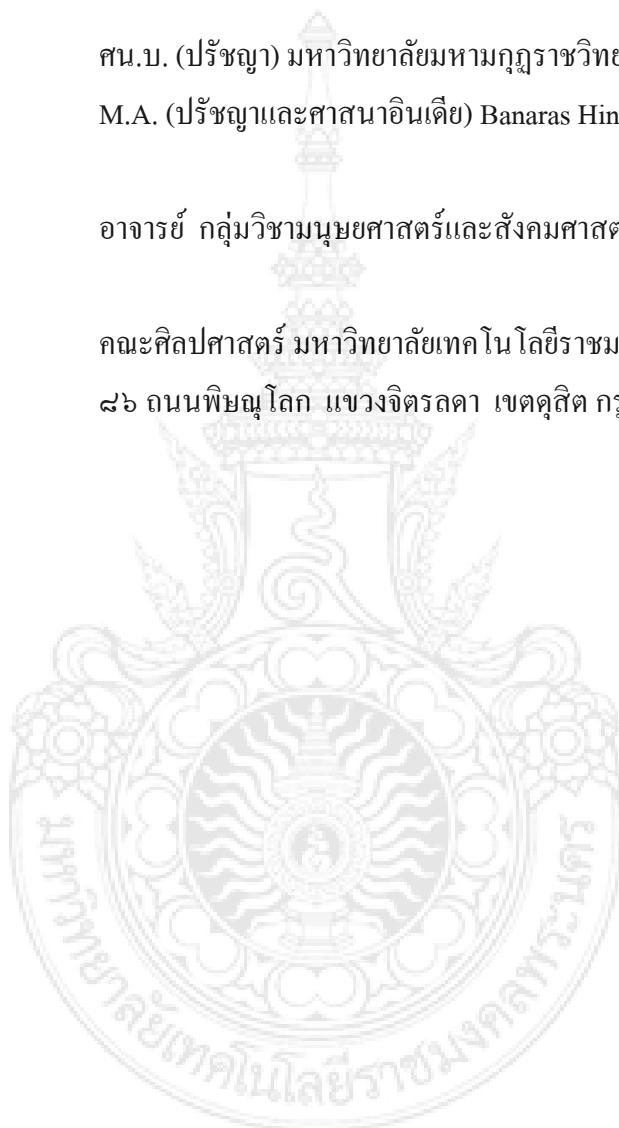 ศน.บ. (ปรัชญา) มหาวิทยาลัยมหามกุฏราชวิทย
M.A. (ปรัชญาและศาสนาอินเดีย) Banaras Hin
อาจารย์ กลุ่มวิชามนุษยศาสตร์และสังคมศาสต
คณะศิลปศาสตร์ มหาวิทยาลัยเทคโนโลยีราชม
๘๖ ถนนพิษณุโลก แขวงจิตรลดา เขตดุสิต กรุ
มหาวิทยาลัยเทคโนโลยีราชมงคลพระนคร